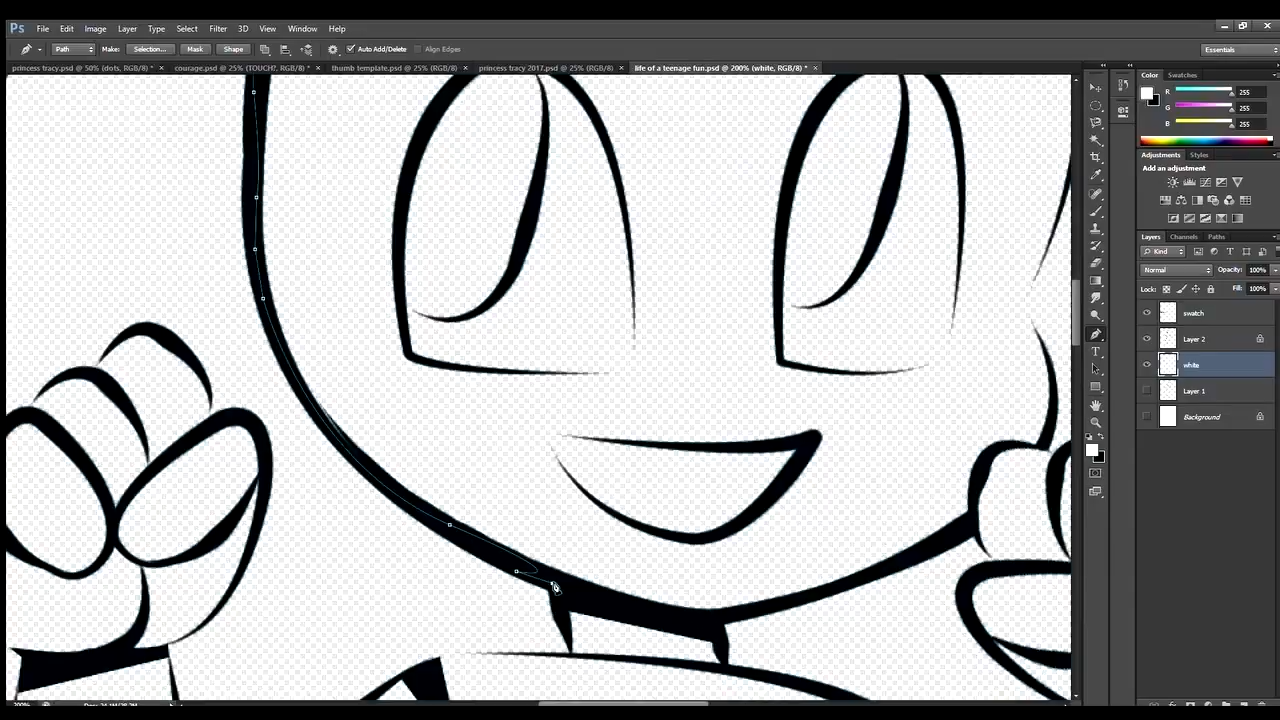 Ps File Edit Image Layer Type Select Filter 3D View Window Help
Path Make: Selection... Mask Shape Auto Add/Delete Align Edges Essentials
princess tracy.psd @ 50% (dots, RGB/8) * × courage.psd @ 25% (TOUCH?, RGB/8) * × thumb template.psd @ 25% (RGB/8) × princess tracy 2017.psd @ 25% (RGB/8) × life of a teenage fun.psd @ 200% (white, RGB/8) * ×
Color Swatches
R 255
G 255
B 255
Adjustments Styles
Add an adjustment
Layers Channels Paths
Kind
Normal Opacity: 100%
Lock: Fill: 100%
swatch
Layer 2
white
Layer 1
Background